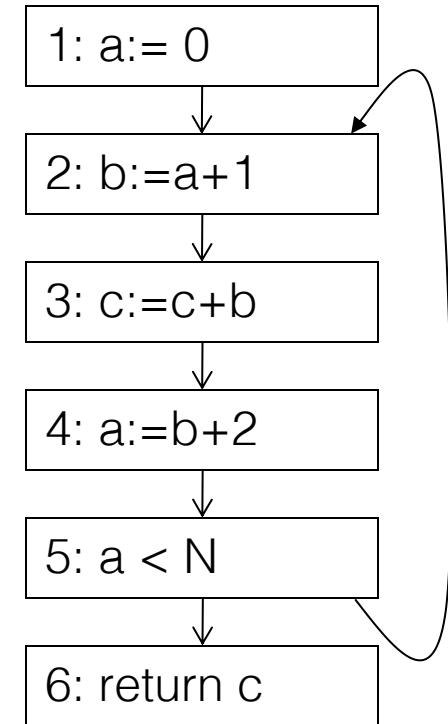 1: a:= 0
2: b:=a+1
3: c:=c+b
4: a:=b+2
5: a < N
6: return c